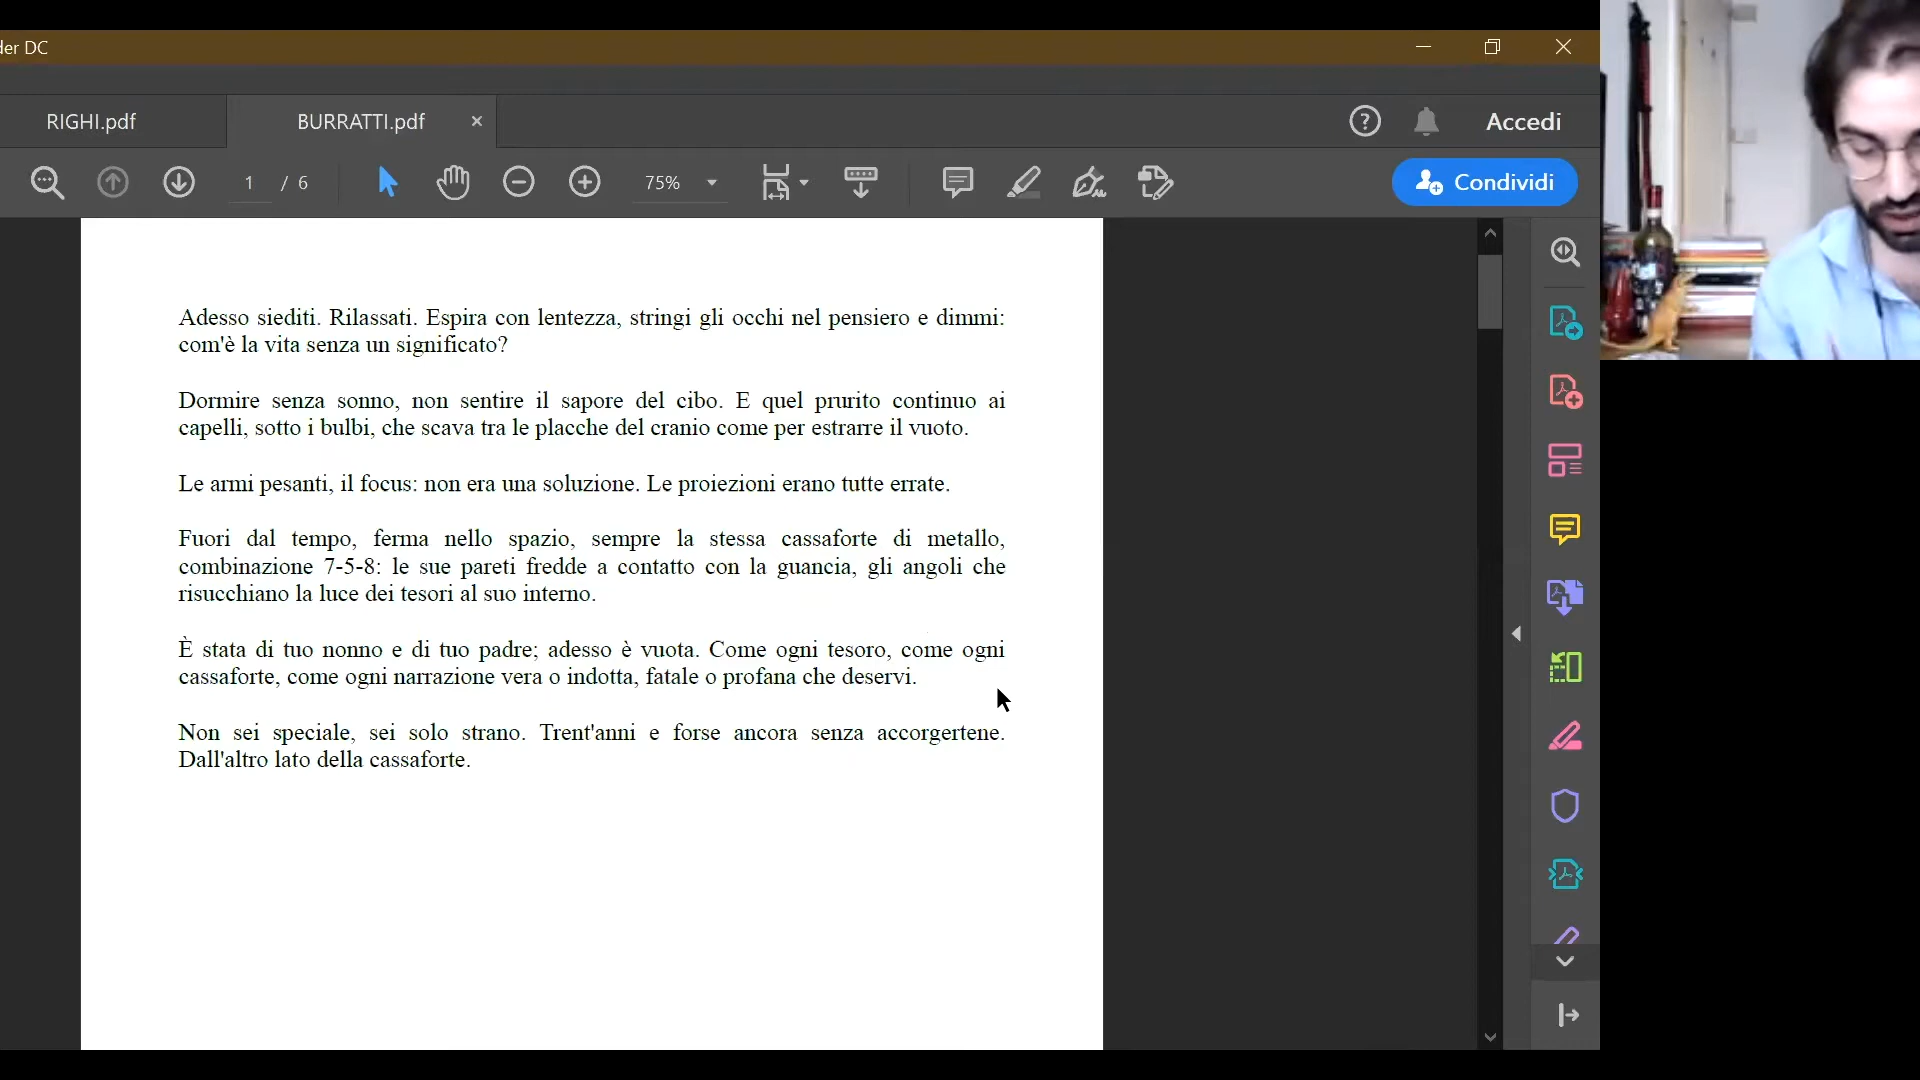 der DC
RIGHI.pdf
BURRATTI.pdf
Accedi
1 / 6
75%
Condividi
Adesso siediti. Rilassati. Espira con lentezza, stringi gli occhi nel pensiero e dimmi:
com'è la vita senza un significato?
Dormire senza sonno, non sentire il sapore del cibo. E quel prurito continuo ai
capelli, sotto i bulbi, che scava tra le placche del cranio come per estrarre il vuoto.
Le armi pesanti, il focus: non era una soluzione. Le proiezioni erano tutte errate.
Fuori dal tempo, ferma nello spazio, sempre la stessa cassaforte di metallo,
combinazione 7-5-8: le sue pareti fredde a contatto con la guancia, gli angoli che
risucchiano la luce dei tesori al suo interno.
È stata di tuo nonno e di tuo padre; adesso è vuota. Come ogni tesoro, come ogni
cassaforte, come ogni narrazione vera o indotta, fatale o profana che deservi.
Non sei speciale, sei solo strano. Trent'anni e forse ancora senza accorgertene.
Dall'altro lato della cassaforte.